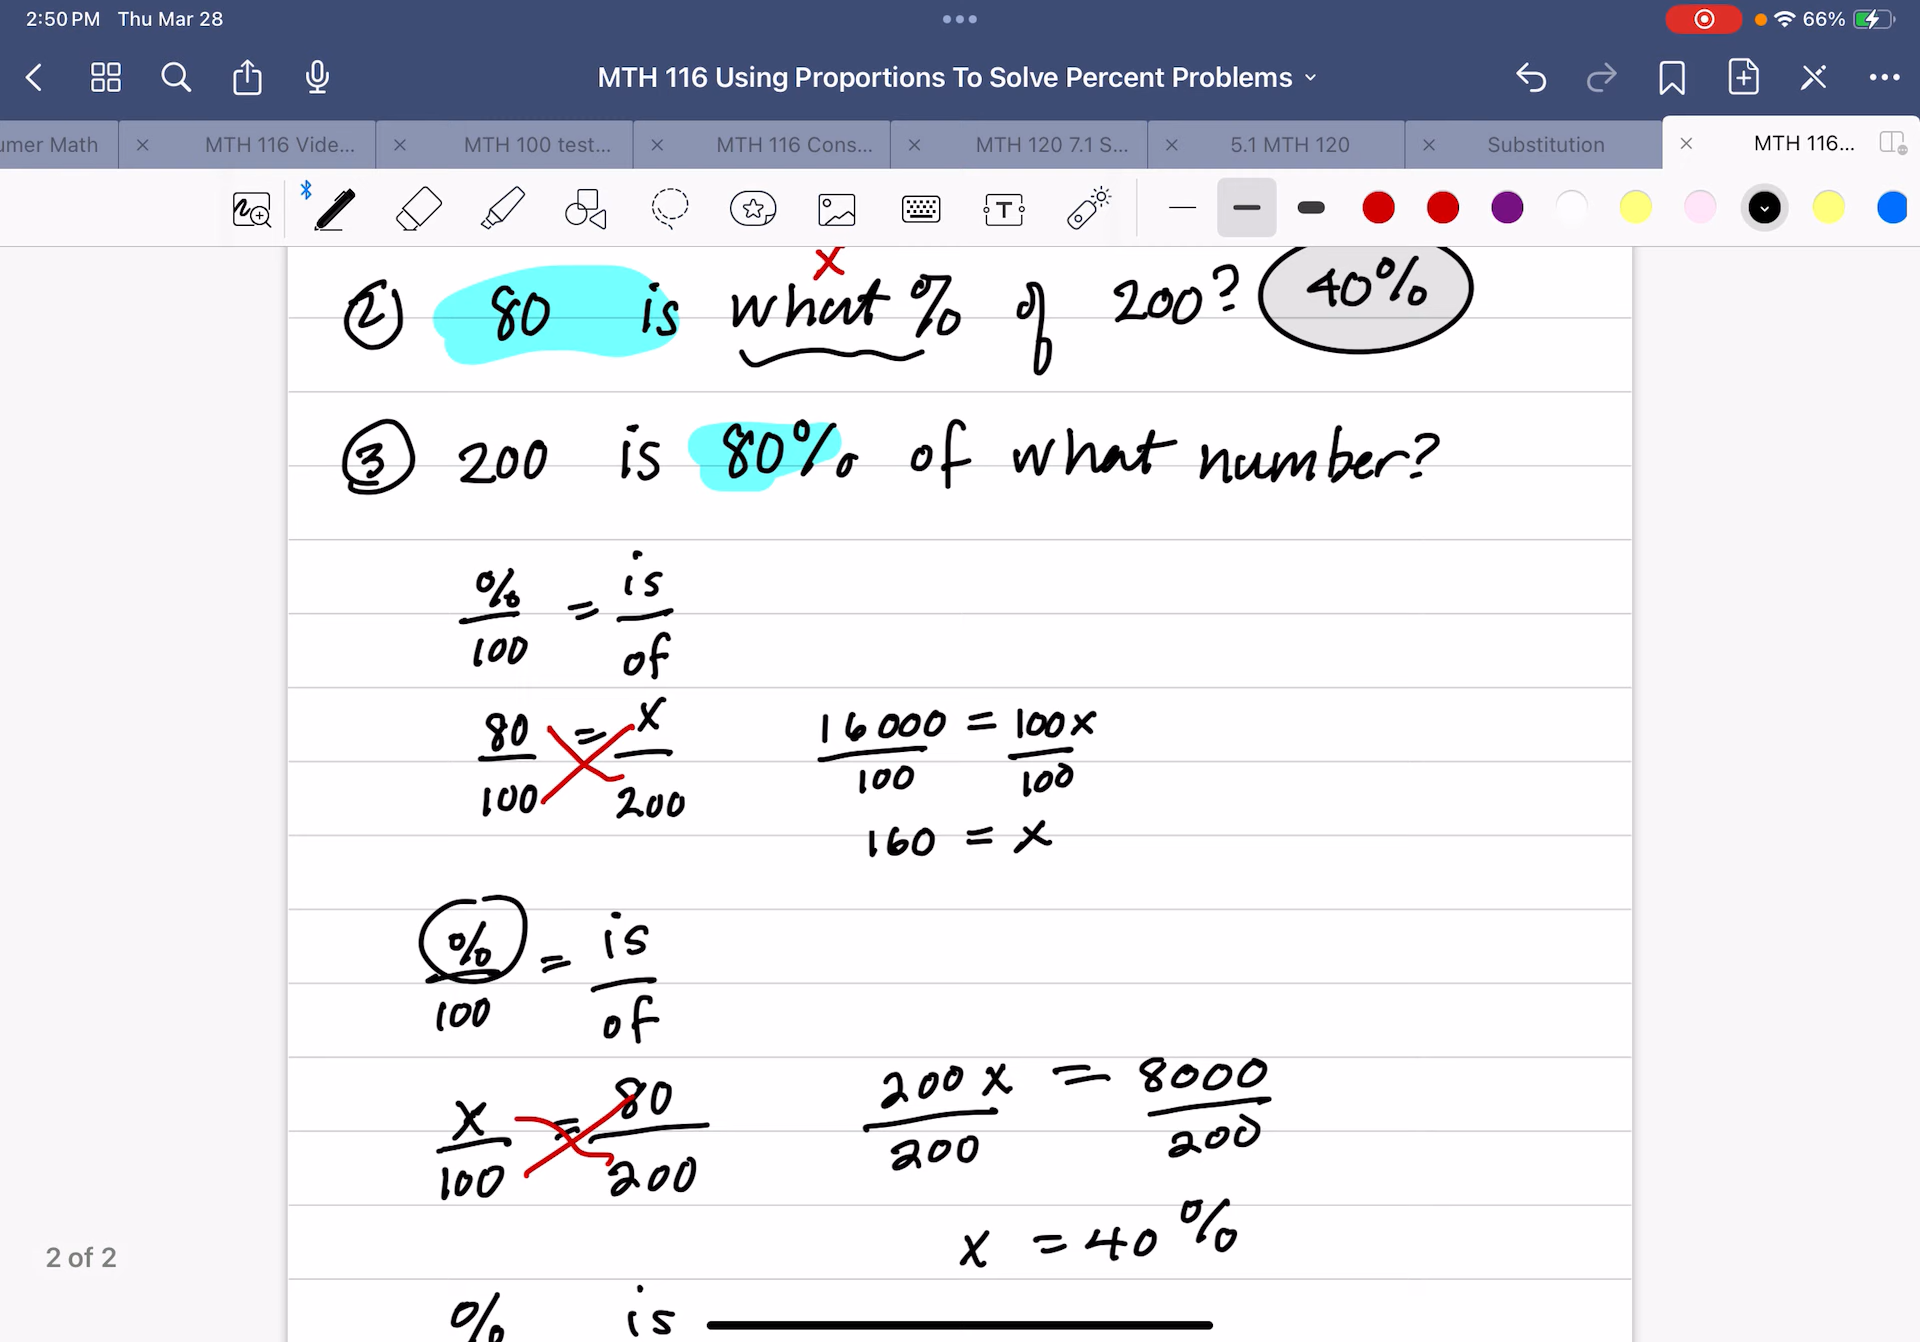 2:50 PM Thu Mar 28
66%
MTH 116 Using Proportions To Solve Percent Problems
umer Math
MTH 116 Vide...
MTH 100 test...
MTH 116 Cons...
MTH 120 7.1 S...
5.1 MTH 120
Substitution
MTH 116...
T
x
② 80 is what % of 200? 40%
③ 200 is 80% of what number?
% / 100 = is / of
80 / 100 = x / 200
16000 / 100 = 100x / 100
160 = x
% / 100 = is / of
x / 100 = 80 / 200
200x / 200 = 8000 / 200
x = 40%
% is
2 of 2